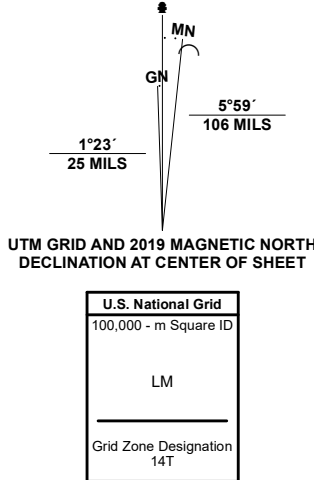 MN
GN
5°59´
106 MILS
1°23´
25 MILS
UTM GRID AND 2019 MAGNETIC NORTH
DECLINATION AT CENTER OF SHEET
U.S. National Grid
100,000 - m Square ID
LM
Grid Zone Designation
14T